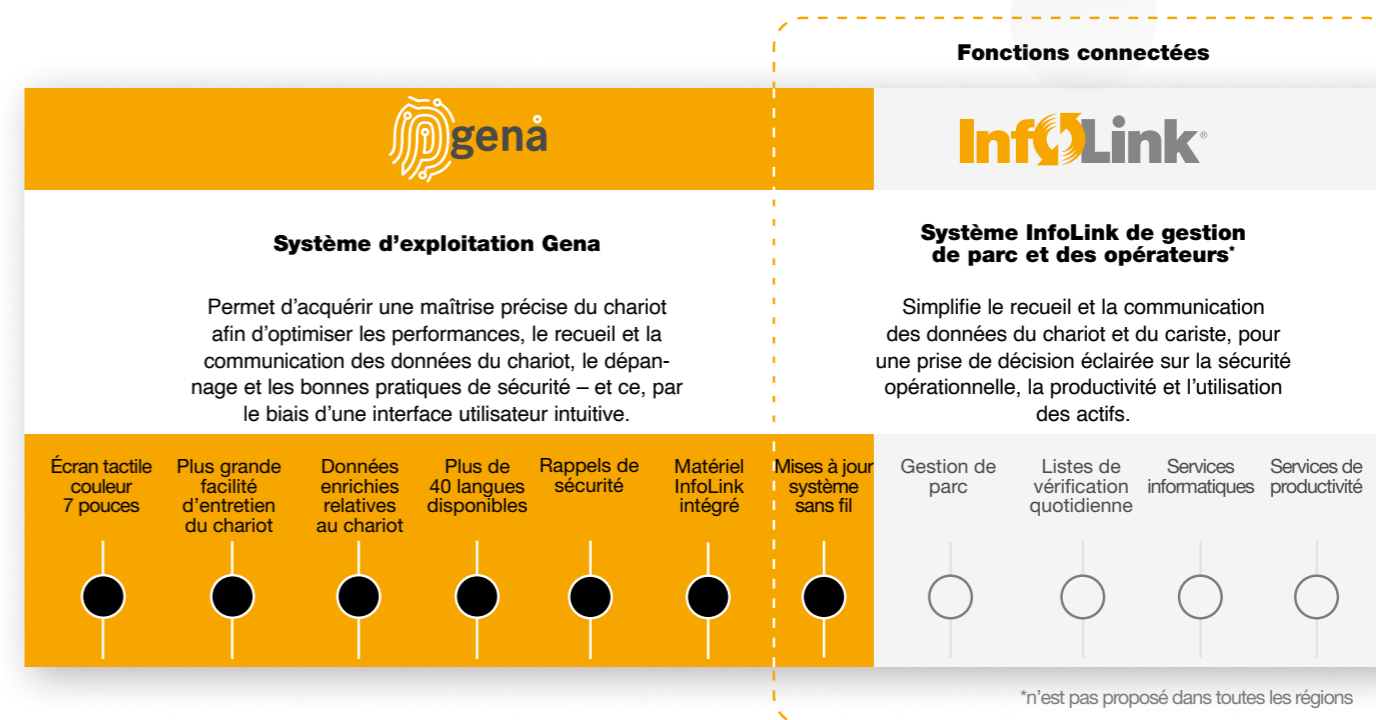 Fonctions connectées
genå
InfoLink®
Système d'exploitation Gena
Permet d'acquérir une maîtrise précise du chariot
afin d'optimiser les performances, le recueil et la
communication des données du chariot, le dépan-
nage et les bonnes pratiques de sécurité – et ce, par
le biais d'une interface utilisateur intuitive.
Système InfoLink de gestion
de parc et des opérateurs*
Simplifie le recueil et la communication
des données du chariot et du cariste, pour
une prise de décision éclairée sur la sécurité
opérationnelle, la productivité et l'utilisation
des actifs.
Écran tactile
couleur
7 pouces
Plus grande
facilité
d'entretien
du chariot
Données
enrichies
relatives
au chariot
Plus de
40 langues
disponibles
Rappels de
sécurité
Matériel
InfoLink
intégré
Mises à jour
système
sans fil
Gestion de
parc
Listes de
vérification
quotidienne
Services
informatiques
Services de
productivité
*n'est pas proposé dans toutes les régions